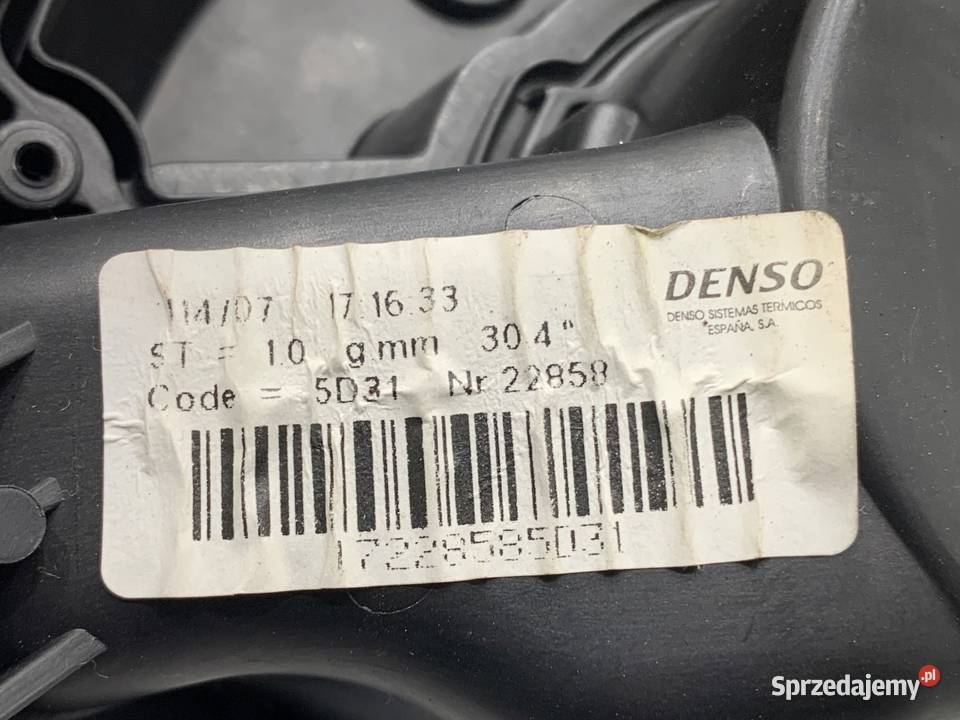 114/07 17:16:33
ST = 1.0 g.mm 30.4"
Code = 5D31 Nr.22858
DENSO
DENSO SISTEMAS TERMICOS
ESPAÑA, S.A.
17228585D31
Sprzedajemy.pl